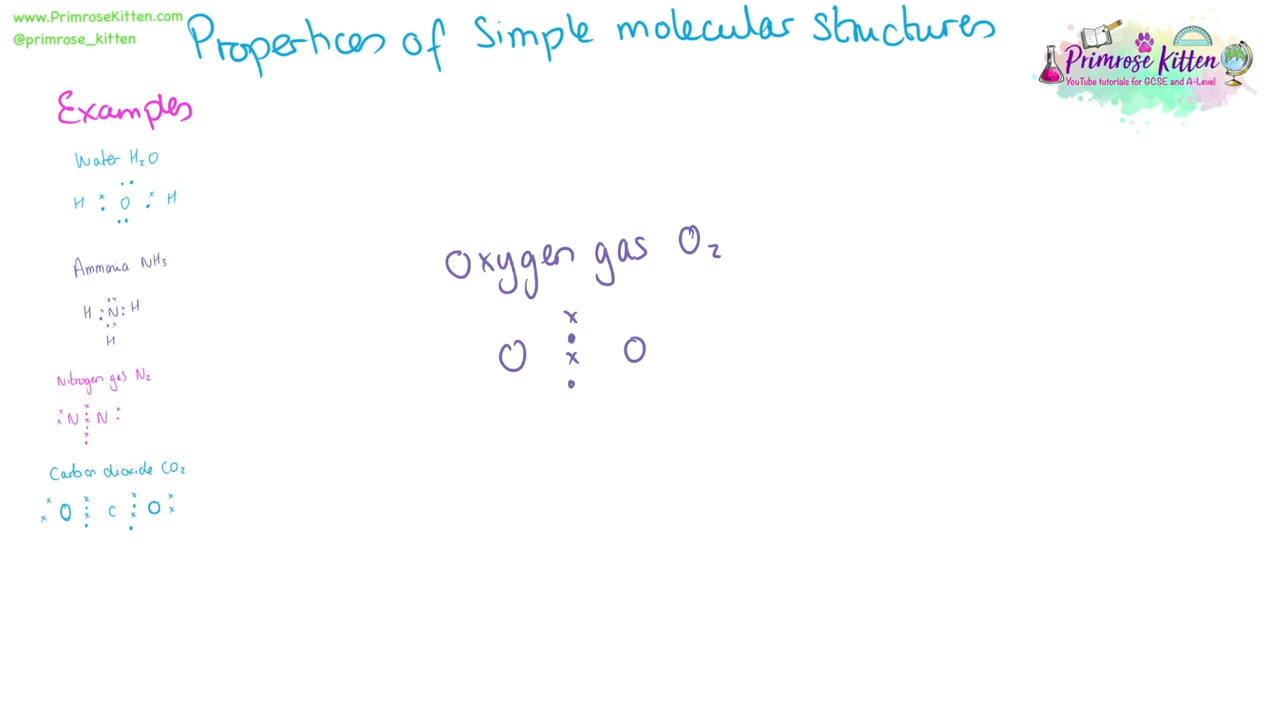 www.PrimroseKitten.com
@primrose_kitten
Properties of Simple molecular structures
Primrose Kitten
YouTube tutorials for GCSE and A-Level
Examples
Water H₂O
H x• O x• H
Ammonia NH₃
H N H
H
Nitrogen gas N₂
N N
Carbon dioxide CO₂
O C O
Oxygen gas O₂
O O